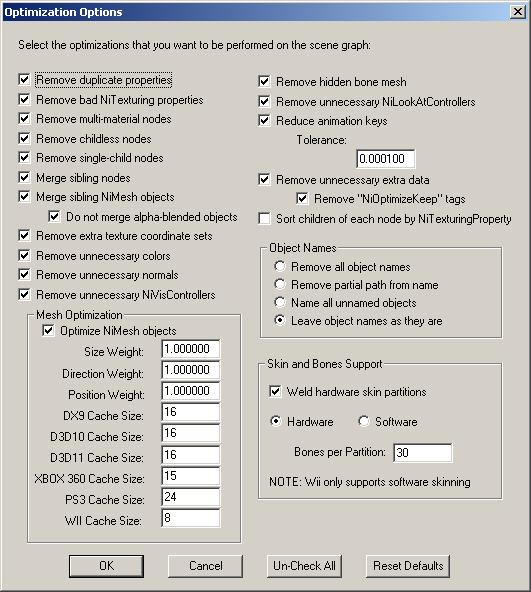 Optimization Options
Select the optimizations that you want to be performed on the scene graph:
Remove duplicate properties
Remove bad NiTexturing properties
Remove multi-material nodes
Remove childless nodes
Remove single-child nodes
Merge sibling nodes
Merge sibling NiMesh objects
Do not merge alpha-blended objects
Remove extra texture coordinate sets
Remove unnecessary colors
Remove unnecessary normals
Remove unnecessary NiVisControllers
Mesh Optimization
Optimize NiMesh objects
Size Weight: 1.000000
Direction Weight: 1.000000
Position Weight: 1.000000
DX9 Cache Size: 16
D3D10 Cache Size: 16
D3D11 Cache Size: 16
XBOX 360 Cache Size: 15
PS3 Cache Size: 24
WII Cache Size: 8
Remove hidden bone mesh
Remove unnecessary NiLookAtControllers
Reduce animation keys
Tolerance:
0.000100
Remove unnecessary extra data
Remove "NiOptimizeKeep" tags
Sort children of each node by NiTexturingProperty
Object Names
Remove all object names
Remove partial path from name
Name all unnamed objects
Leave object names as they are
Skin and Bones Support
Weld hardware skin partitions
Hardware Software
Bones per Partition: 30
NOTE: Wii only supports software skinning
OK Cancel Un-Check All Reset Defaults